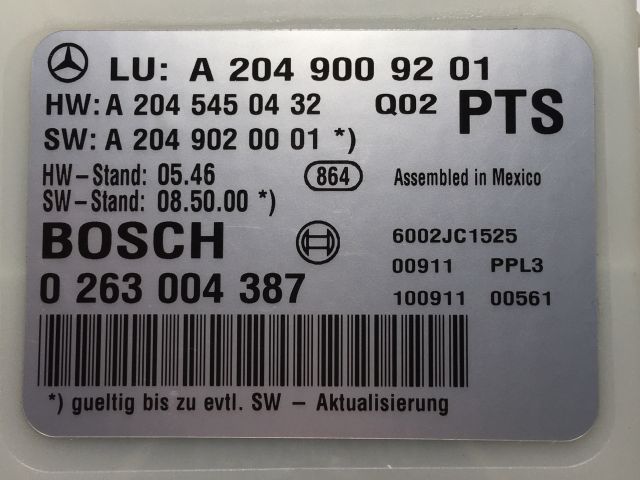 LU: A 204 900 92 01
HW: A 204 545 04 32 Q02 PTS
SW: A 204 902 00 01 *)
HW-Stand: 05.46 864 Assembled in Mexico
SW-Stand: 08.50.00 *)
BOSCH 6002JC1525
00911 PPL3
0 263 004 387 100911 00561
*) gueltig bis zu evtl. SW - Aktualisierung